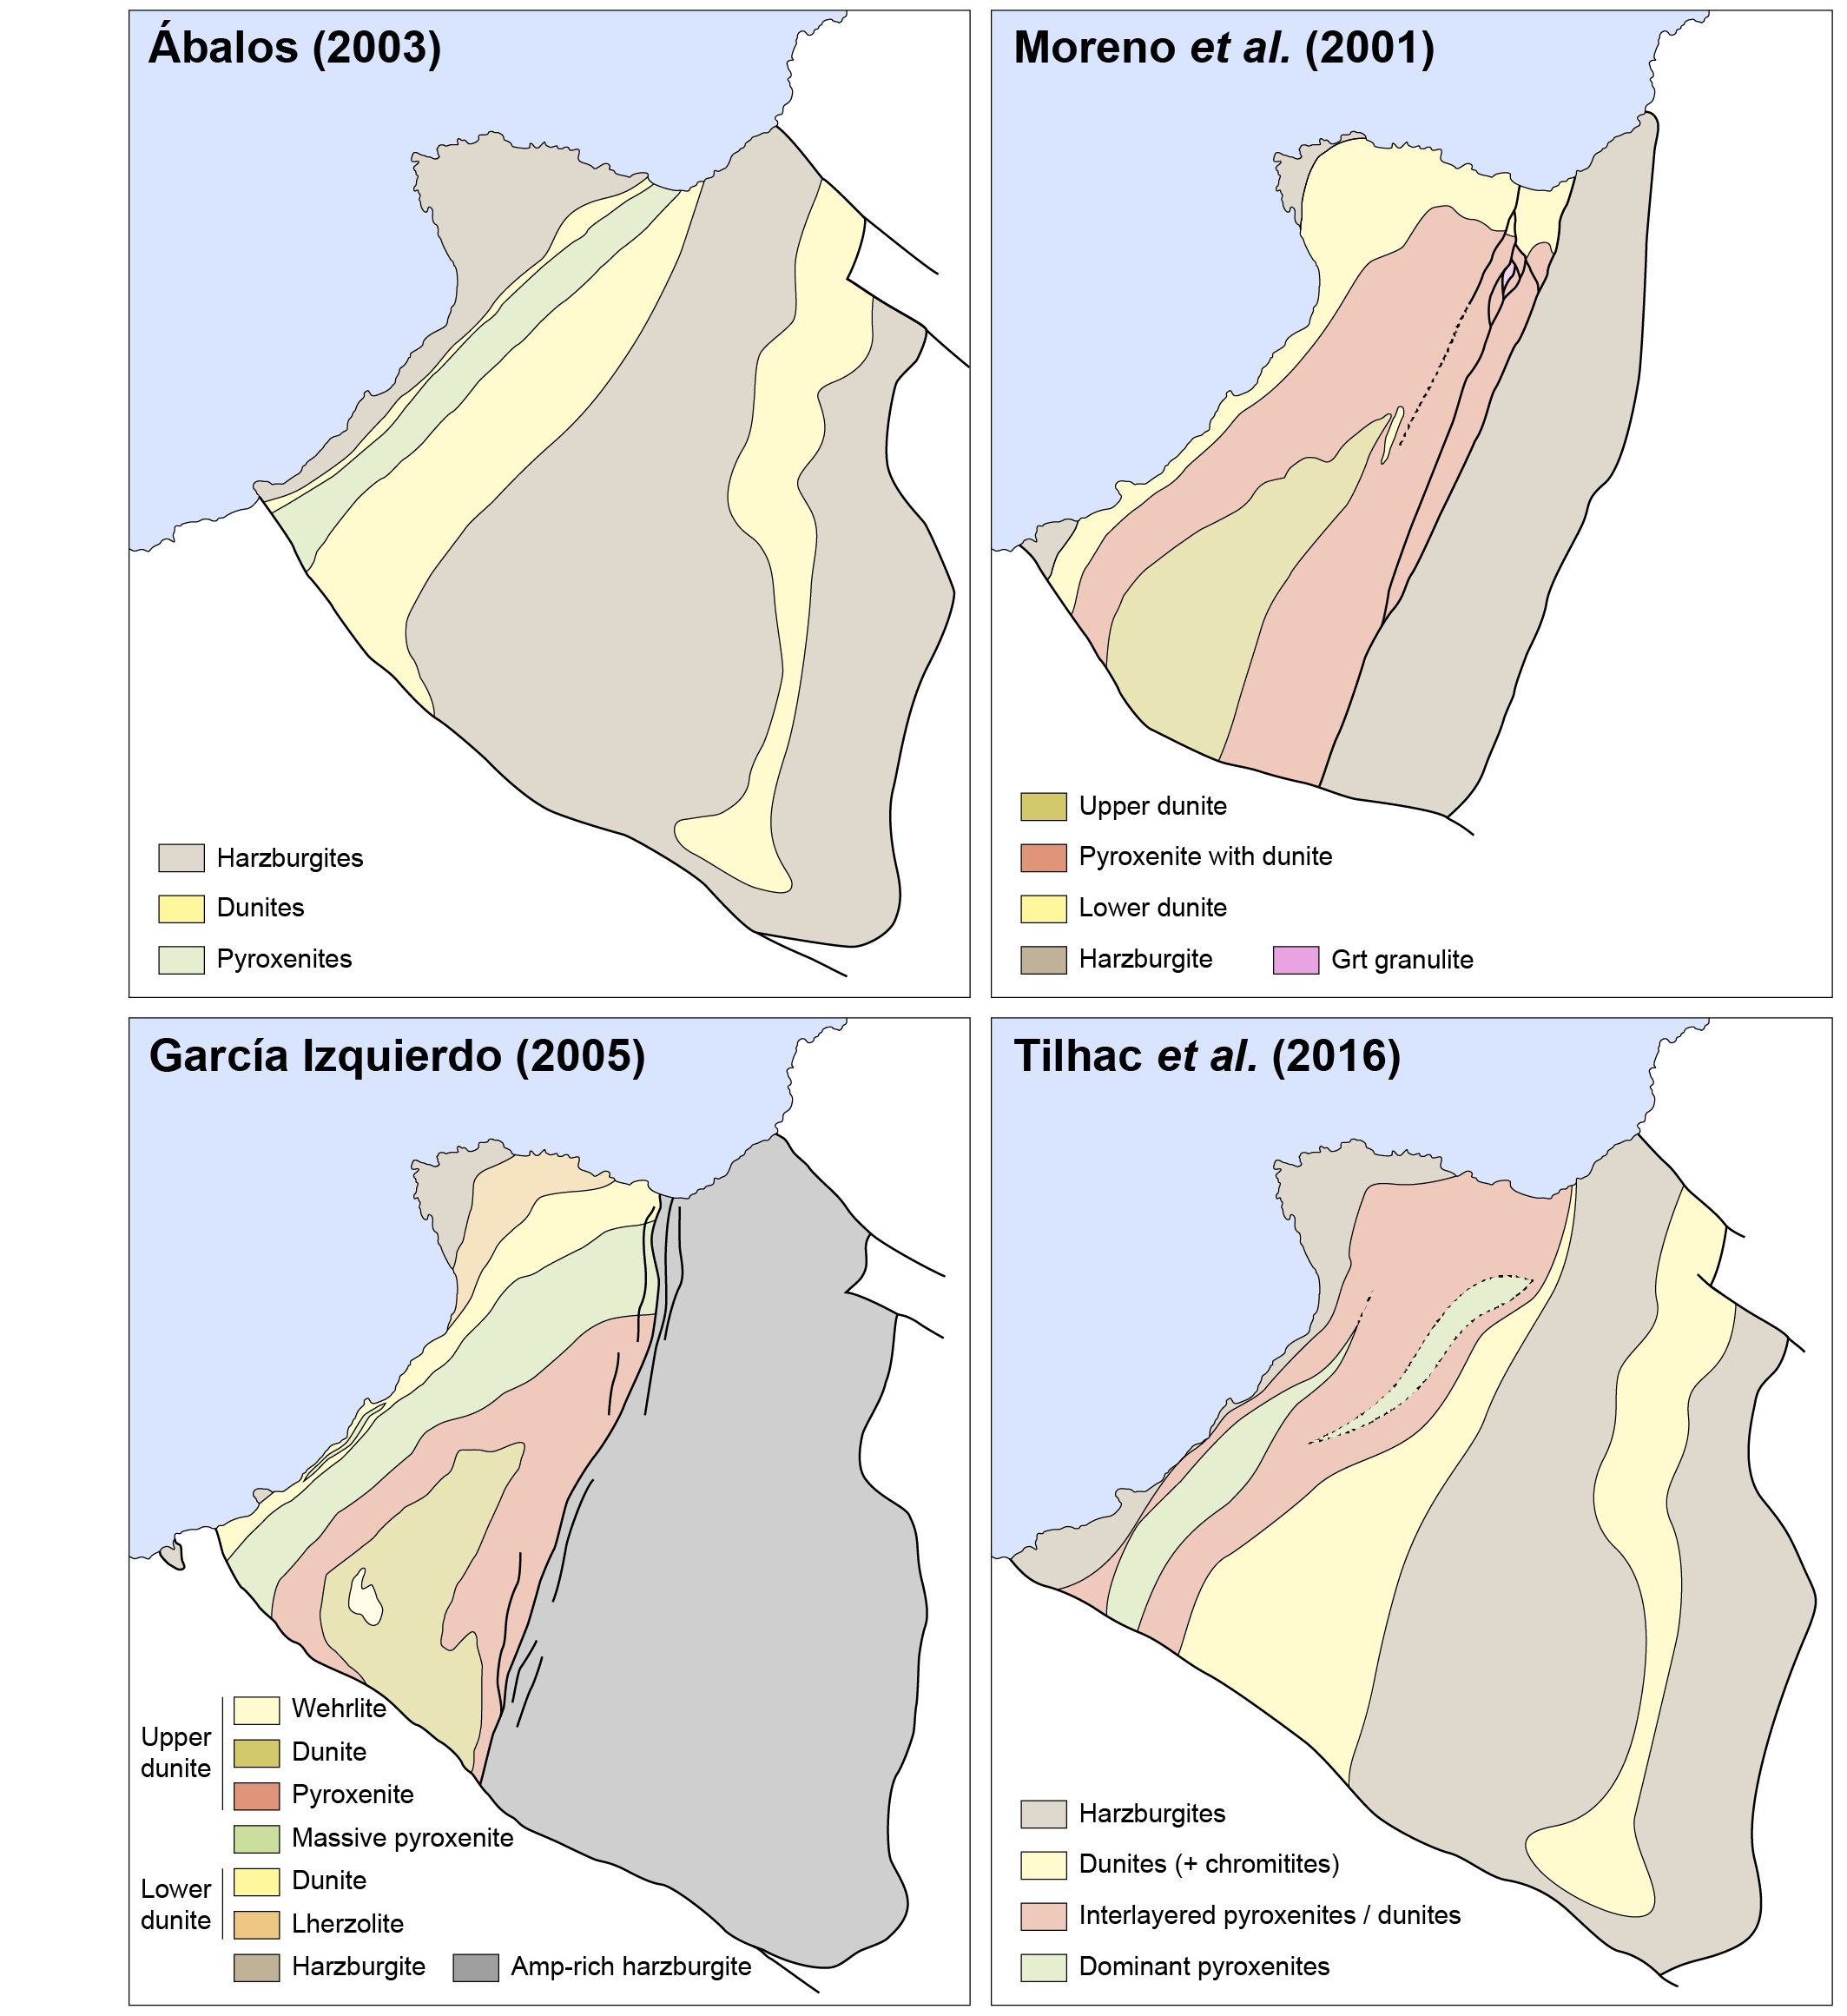 Ábalos (2003)
Harzburgites
Dunites
Pyroxenites
Moreno et al. (2001)
Upper dunite
Pyroxenite with dunite
Lower dunite
Harzburgite
Grt granulite
García Izquierdo (2005)
Upper
dunite
Wehrlite
Dunite
Pyroxenite
Massive pyroxenite
Lower
dunite
Dunite
Lherzolite
Harzburgite
Amp-rich harzburgite
Tilhac et al. (2016)
Harzburgites
Dunites (+ chromitites)
Interlayered pyroxenites / dunites
Dominant pyroxenites